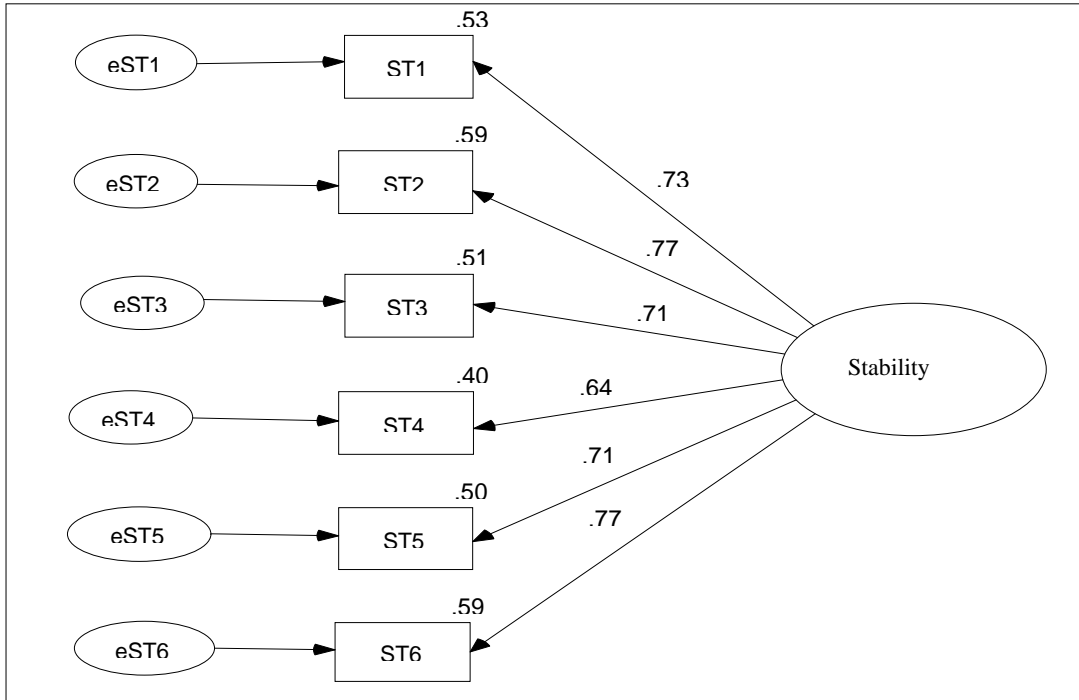 .53
eST1
ST1
.59
eST2
ST2
.73
.77
.51
eST3
ST3
.71
Stability
.40
eST4
ST4
.64
.71
.50
eST5
ST5
.77
.59
eST6
ST6